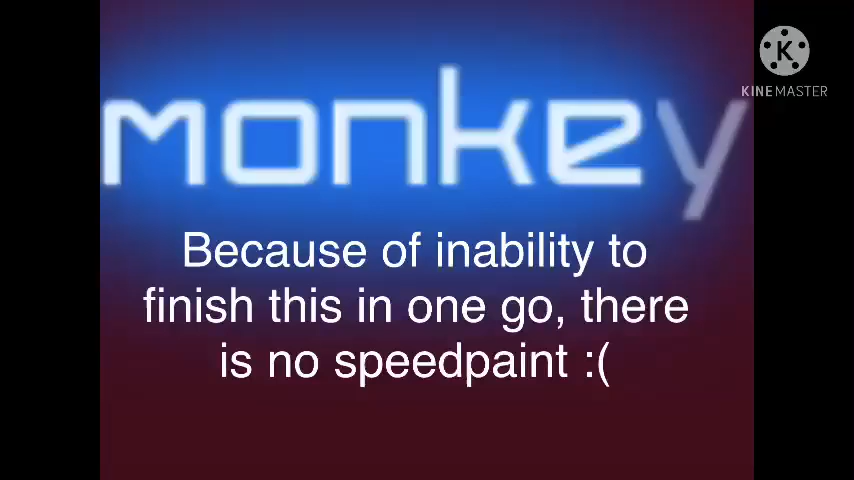 monkey
K
KINEMASTER
Because of inability to
finish this in one go, there
is no speedpaint :(